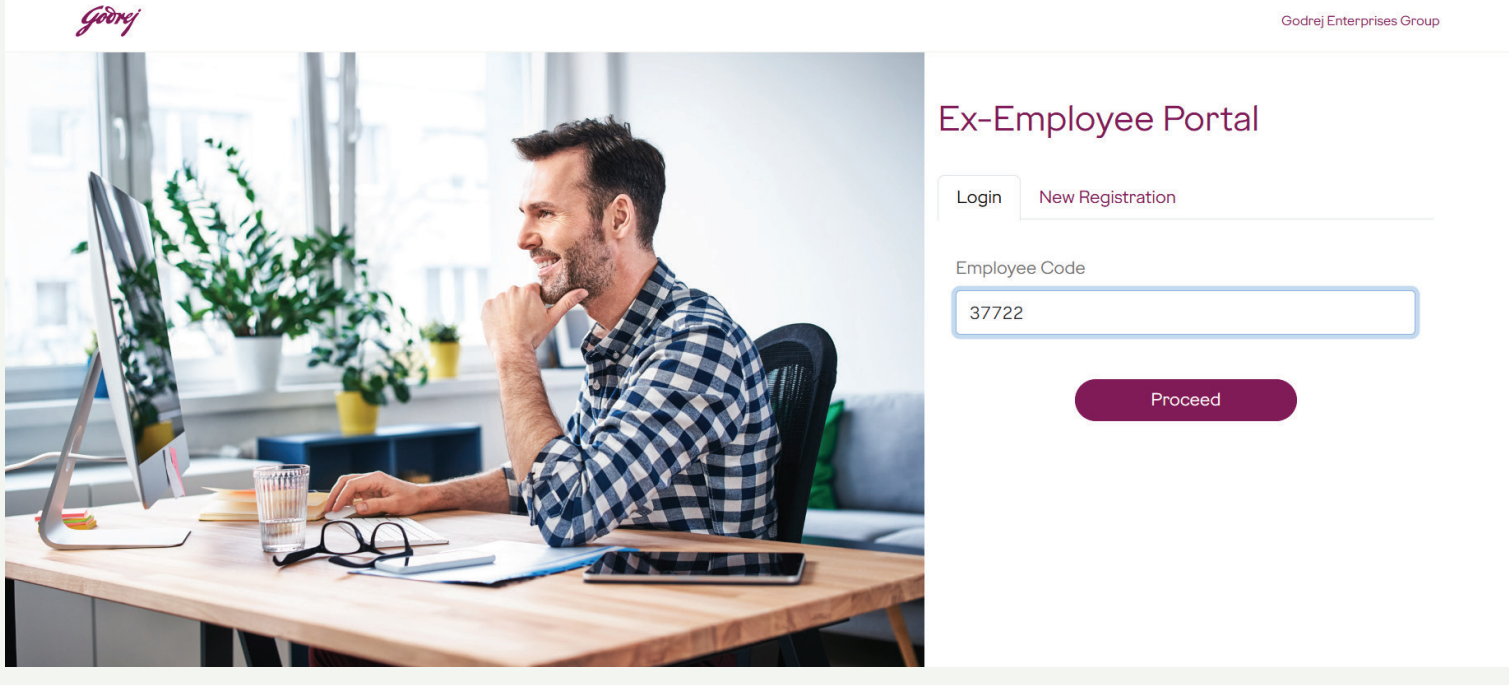 Godrej
Godrej Enterprises Group
Ex-Employee Portal
Login
New Registration
Employee Code
37722
Proceed